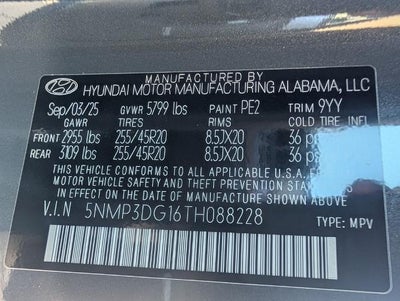 MANUFACTURED BY
HYUNDAI MOTOR MANUFACTURING ALABAMA, LLC
Sep/03/25 GVWR 5799 lbs PAINT PE2 TRIM 9YY
GAWR TIRES RIMS COLD TIRE INFL
FRONT 2955 lbs 255/45R20 8.5JX20 36
REAR 3109 lbs 255/45R20 8.5JX20 36
THIS VEHICLE CONFORMS TO ALL APPLICABLE U.S.A. 
MOTOR VEHICLE SAFETY, BUMPER, AND THEFT PREVENTION
STANDARDS IN EFFECT ON THE DATE OF MANUFACTURE SHOWN
V.I.N 5NMP3DG16TH088228 TYPE: MPV